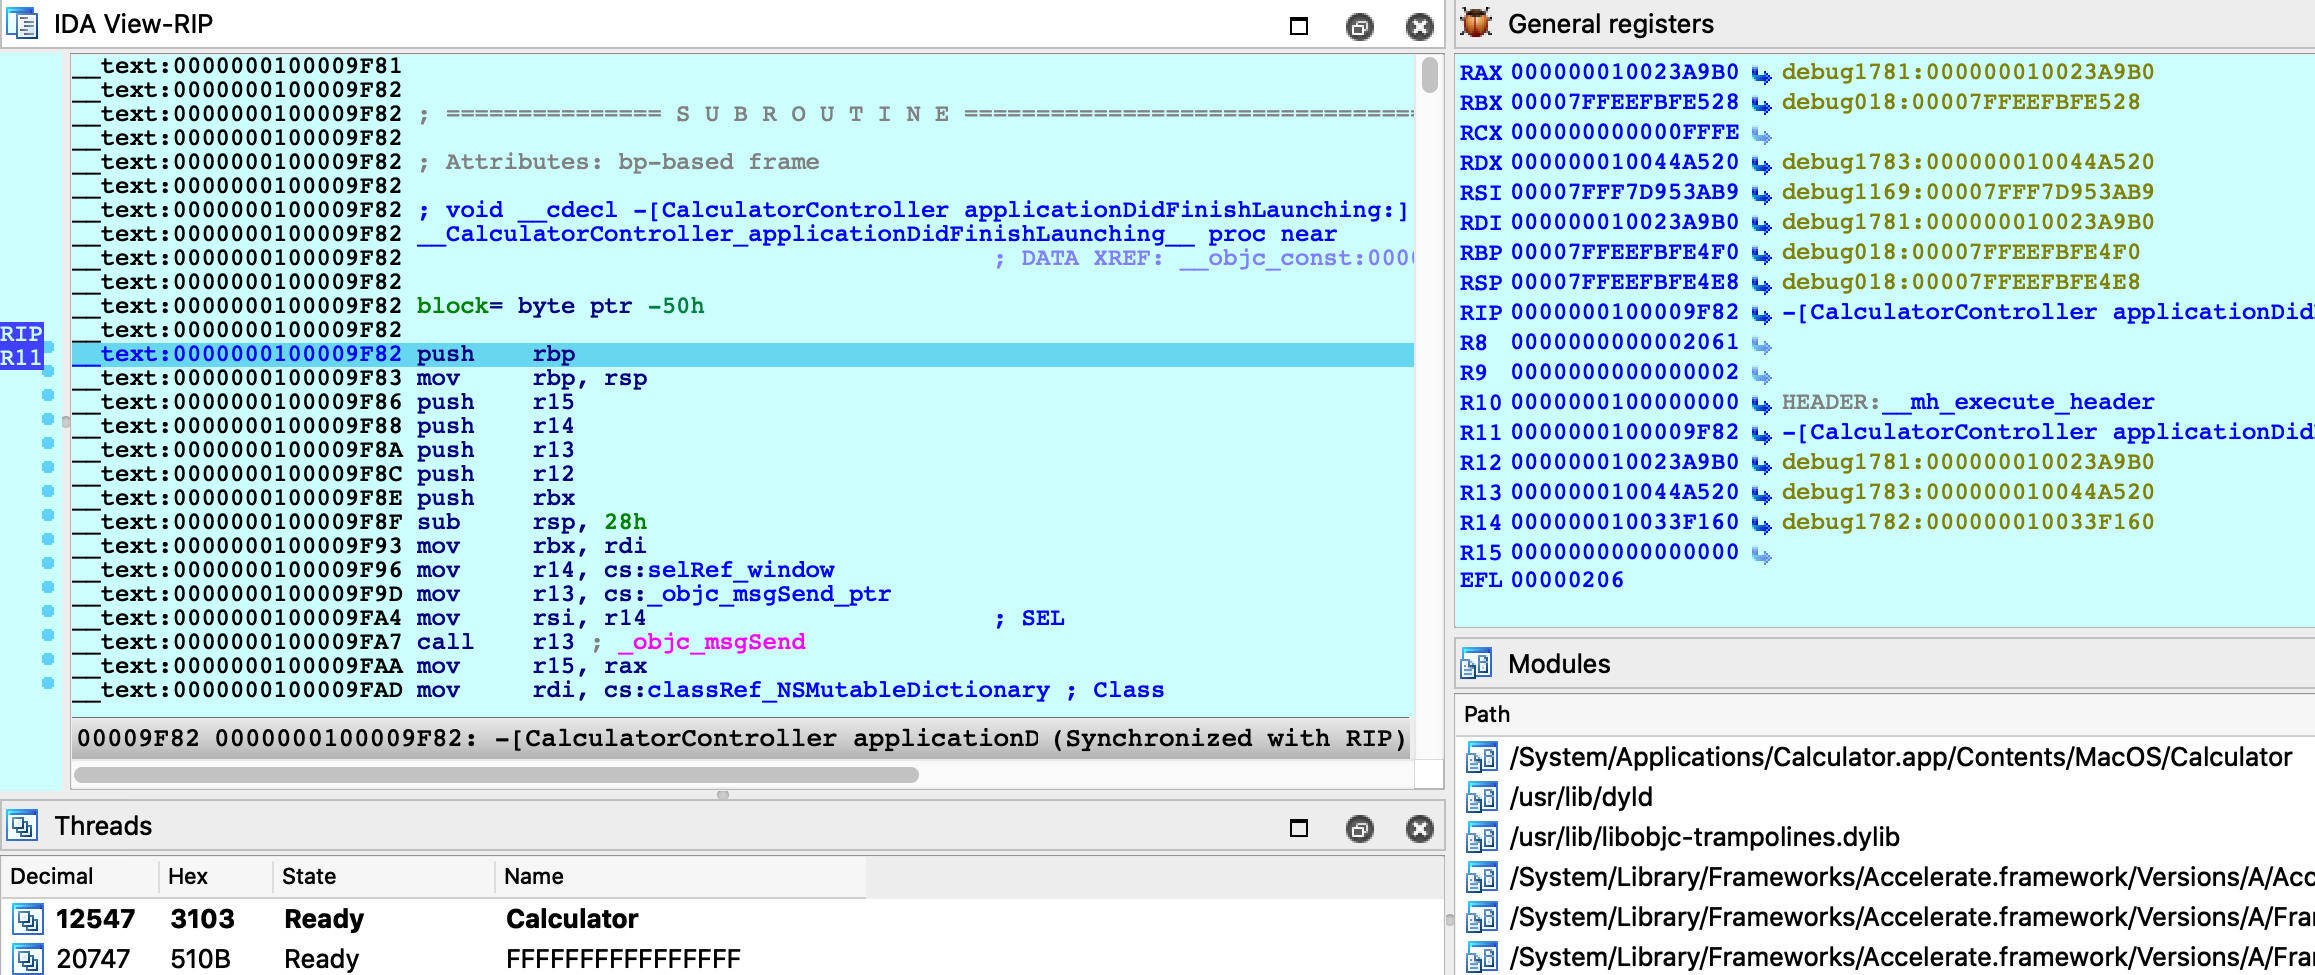 IDA View-RIP
__text:0000000100009F81
__text:0000000100009F82
__text:0000000100009F82 ; =============== S U B R O U T I N E ================================
__text:0000000100009F82
__text:0000000100009F82 ; Attributes: bp-based frame
__text:0000000100009F82
__text:0000000100009F82 ; void __cdecl -[CalculatorController applicationDidFinishLaunching:]
__text:0000000100009F82 __CalculatorController_applicationDidFinishLaunching__ proc near
__text:0000000100009F82 ; DATA XREF: __objc_const:000
__text:0000000100009F82
__text:0000000100009F82 block= byte ptr -50h
__text:0000000100009F82
RIP
R11
__text:0000000100009F82 push rbp
__text:0000000100009F83 mov rbp, rsp
__text:0000000100009F86 push r15
__text:0000000100009F88 push r14
__text:0000000100009F8A push r13
__text:0000000100009F8C push r12
__text:0000000100009F8E push rbx
__text:0000000100009F8F sub rsp, 28h
__text:0000000100009F93 mov rbx, rdi
__text:0000000100009F96 mov r14, cs:selRef_window
__text:0000000100009F9D mov r13, cs:_objc_msgSend_ptr
__text:0000000100009FA4 mov rsi, r14 ; SEL
__text:0000000100009FA7 call r13 ; _objc_msgSend
__text:0000000100009FAA mov r15, rax
__text:0000000100009FAD mov rdi, cs:classRef_NSMutableDictionary ; Class
00009F82 0000000100009F82: -[CalculatorController applicationD (Synchronized with RIP)
General registers
RAX 000000010023A9B0 debug1781:000000010023A9B0
RBX 00007FFEEFBFE528 debug018:00007FFEEFBFE528
RCX 000000000000FFFE
RDX 000000010044A520 debug1783:000000010044A520
RSI 00007FFF7D953AB9 debug1169:00007FFF7D953AB9
RDI 000000010023A9B0 debug1781:000000010023A9B0
RBP 00007FFEEFBFE4F0 debug018:00007FFEEFBFE4F0
RSP 00007FFEEFBFE4E8 debug018:00007FFEEFBFE4E8
RIP 0000000100009F82 -[CalculatorController applicationDid
R8 0000000000002061
R9 0000000000000002
R10 0000000100000000 HEADER:__mh_execute_header
R11 0000000100009F82 -[CalculatorController applicationDid
R12 000000010023A9B0 debug1781:000000010023A9B0
R13 000000010044A520 debug1783:000000010044A520
R14 000000010033F160 debug1782:000000010033F160
R15 0000000000000000
EFL 00000206
Modules
Path
/System/Applications/Calculator.app/Contents/MacOS/Calculator
/usr/lib/dyld
/usr/lib/libobjc-trampolines.dylib
/System/Library/Frameworks/Accelerate.framework/Versions/A/Acc
/System/Library/Frameworks/Accelerate.framework/Versions/A/Fra
/System/Library/Frameworks/Accelerate.framework/Versions/A/Fra
Threads
Decimal Hex State Name
12547 3103 Ready Calculator
20747 510B Ready FFFFFFFFFFFFFFFF